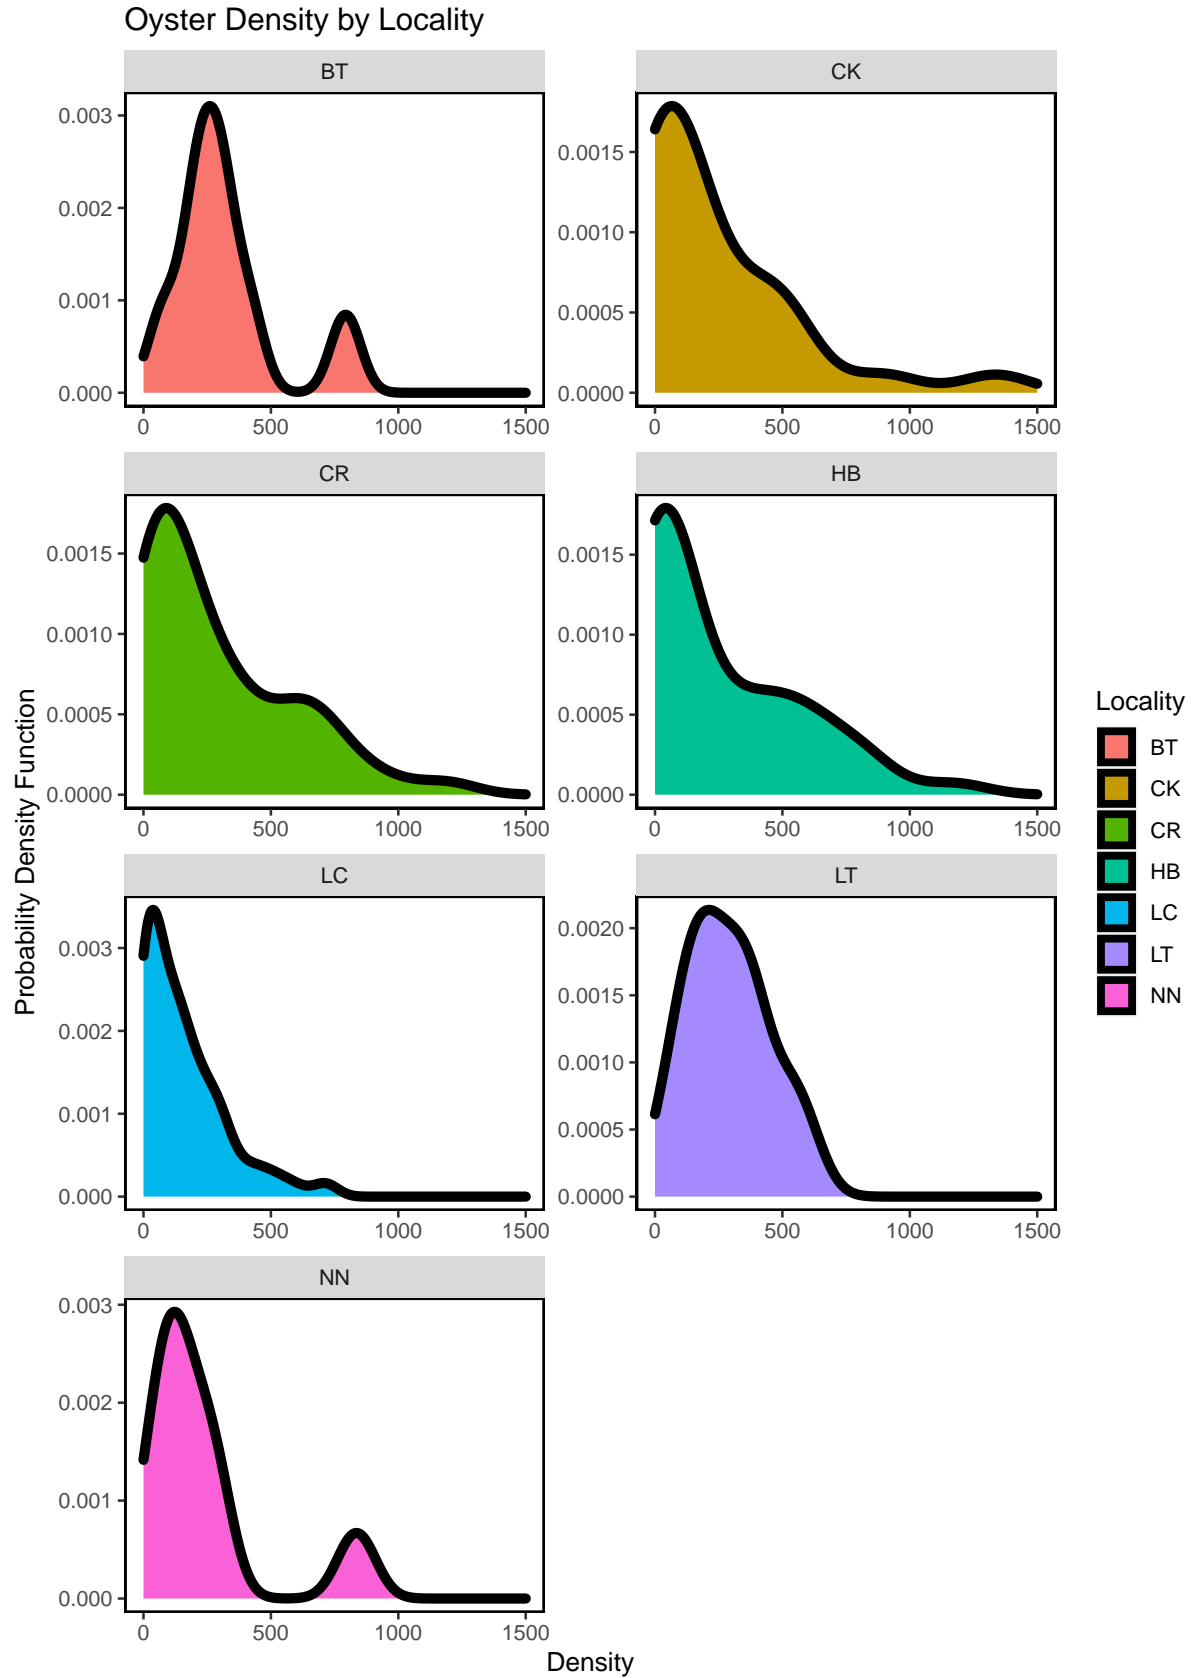 Oyster Density by Locality
BT
CK
0.003
0.002
0.001
0.000
0.0015
0.0010
0.0005
0.0000
0 500 1000 1500
0 500 1000 1500
CR
HB
0.0015
0.0010
0.0005
0.0000
0.0015
0.0010
0.0005
0.0000
0 500 1000 1500
0 500 1000 1500
LC
LT
0.003
0.002
0.001
0.000
0.0020
0.0015
0.0010
0.0005
0.0000
0 500 1000 1500
0 500 1000 1500
NN
0.003
0.002
0.001
0.000
0 500 1000 1500
Density
Probability Density Function
Locality
BT
CK
CR
HB
LC
LT
NN